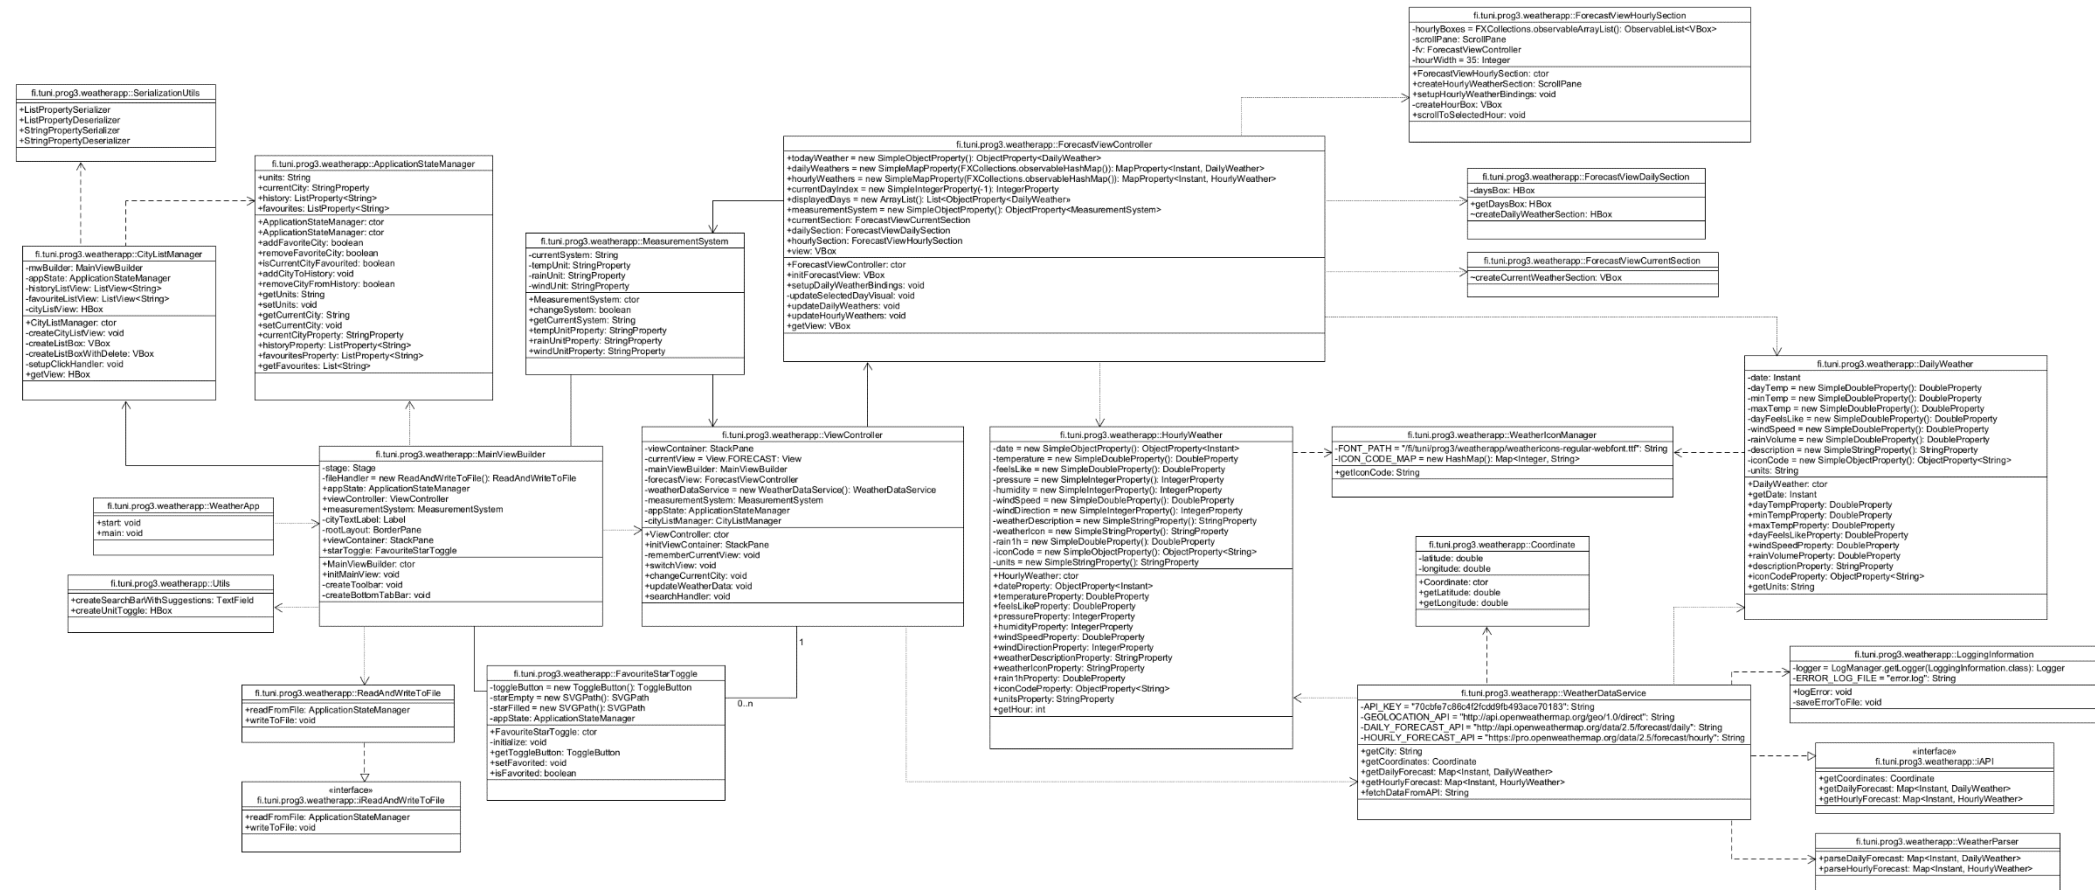 fi.tuni.prog3.weatherapp::ForecastViewHourlySection
-hourlyBoxes = FXCollections.observableArrayList(): ObservableList<VBox>
-scrollPane: ScrollPane
-fv: ForecastViewController
-hourWidth = 35: Integer
+ForecastViewHourlySection: ctor
+createHourlyWeatherSection: ScrollPane
+setupHourlyWeatherBindings: void
-createHourBox: VBox
+scrollToSelectedHour: void
fi.tuni.prog3.weatherapp::SerializationUtils
+ListPropertySerializer
+ListPropertyDeserializer
+StringPropertySerializer
+StringPropertyDeserializer
fi.tuni.prog3.weatherapp::ApplicationStateManager
+units: String
+currentCity: StringProperty
+history: ListProperty<String>
+favourites: ListProperty<String>
+ApplicationStateManager: ctor
+ApplicationStateManager: ctor
+addFavoriteCity: boolean
+removeFavoriteCity: boolean
+isCurrentCityFavourited: boolean
+addCityToHistory: void
+removeCityFromHistory: boolean
+getUnits: String
+setUnits: void
+getCurrentCity: String
+setCurrentCity: void
+currentCityProperty: StringProperty
+historyProperty: ListProperty<String>
+favouritesProperty: ListProperty<String>
+getFavourites: List<String>
fi.tuni.prog3.weatherapp::ForecastViewController
+todayWeather = new SimpleObjectProperty(): ObjectProperty<DailyWeather>
+dailyWeathers = new SimpleMapProperty(FXCollections.observableHashMap()): MapProperty<Instant, DailyWeather>
+hourlyWeathers = new SimpleMapProperty(FXCollections.observableHashMap()): MapProperty<Instant, HourlyWeather>
+currentDayIndex = new SimpleIntegerProperty(-1): IntegerProperty
+displayedDays = new ArrayList(): List<ObjectProperty<DailyWeather»
+measurementSystem = new SimpleObjectProperty(): ObjectProperty<MeasurementSystem>
+currentSection: ForecastViewCurrentSection
+dailySection: ForecastViewDailySection
+hourlySection: ForecastViewHourlySection
+view: VBox
+ForecastViewController: ctor
+initForecastView: VBox
+setupDailyWeatherBindings: void
-updateSelectedDayVisual: void
+updateDailyWeathers: void
+updateHourlyWeathers: void
+getView: VBox
fi.tuni.prog3.weatherapp::ForecastViewDailySection
-daysBox: HBox
+getDaysBox: HBox
~createDailyWeatherSection: HBox
fi.tuni.prog3.weatherapp::ForecastViewCurrentSection
~createCurrentWeatherSection: VBox
fi.tuni.prog3.weatherapp::CityListManager
-mwBuilder: MainViewBuilder
-appState: ApplicationStateManager
-historyListView: ListView<String>
-favouriteListView: ListView<String>
-cityListView: HBox
+CityListManager: ctor
-createCityListView: void
-createListBox: VBox
-createListBoxWithDelete: VBox
-setupClickHandler: void
+getView: HBox
fi.tuni.prog3.weatherapp::MeasurementSystem
-currentSystem: String
-tempUnit: StringProperty
-rainUnit: StringProperty
-windUnit: StringProperty
+MeasurementSystem: ctor
+changeSystem: boolean
+getCurrentSystem: String
+tempUnitProperty: StringProperty
+rainUnitProperty: StringProperty
+windUnitProperty: StringProperty
fi.tuni.prog3.weatherapp::DailyWeather
-date: Instant
-dayTemp = new SimpleDoubleProperty(): DoubleProperty
-minTemp = new SimpleDoubleProperty(): DoubleProperty
-maxTemp = new SimpleDoubleProperty(): DoubleProperty
-dayFeelsLike = new SimpleDoubleProperty(): DoubleProperty
-windSpeed = new SimpleDoubleProperty(): DoubleProperty
-rainVolume = new SimpleDoubleProperty(): DoubleProperty
-description = new SimpleStringProperty(): StringProperty
-iconCode = new SimpleObjectProperty(): ObjectProperty<String>
-units: String
+DailyWeather: ctor
+getDate: Instant
+dayTempProperty: DoubleProperty
+minTempProperty: DoubleProperty
+maxTempProperty: DoubleProperty
+dayFeelsLikeProperty: DoubleProperty
+windSpeedProperty: DoubleProperty
+rainVolumeProperty: DoubleProperty
+descriptionProperty: StringProperty
+iconCodeProperty: ObjectProperty<String>
+getUnits: String
fi.tuni.prog3.weatherapp::MainViewBuilder
-stage: Stage
-fileHandler = new ReadAndWriteToFile(): ReadAndWriteToFile
+appState: ApplicationStateManager
+viewController: ViewController
+measurementSystem: MeasurementSystem
-cityTextLabel: Label
-rootLayout: BorderPane
+viewContainer: StackPane
+starToggle: FavouriteStarToggle
+MainViewBuilder: ctor
+initMainView: void
-createToolbar: void
-createBottomTabBar: void
fi.tuni.prog3.weatherapp::ViewController
-viewContainer: StackPane
-currentView = View.FORECAST: View
-mainViewBuilder: MainViewBuilder
-forecastView: ForecastViewController
-weatherDataService = new WeatherDataService(): WeatherDataService
-measurementSystem: MeasurementSystem
-appState: ApplicationStateManager
-cityListManager: CityListManager
+ViewController: ctor
+initViewContainer: StackPane
-rememberCurrentView: void
+switchView: void
+changeCurrentCity: void
+updateWeatherData: void
+searchHandler: void
fi.tuni.prog3.weatherapp::HourlyWeather
-date = new SimpleObjectProperty(): ObjectProperty<Instant>
-temperature = new SimpleDoubleProperty(): DoubleProperty
-feelsLike = new SimpleDoubleProperty(): DoubleProperty
-pressure = new SimpleIntegerProperty(): IntegerProperty
-humidity = new SimpleIntegerProperty(): IntegerProperty
-windSpeed = new SimpleDoubleProperty(): DoubleProperty
-windDirection = new SimpleIntegerProperty(): IntegerProperty
-weatherDescription = new SimpleStringProperty(): StringProperty
-weatherIcon = new SimpleStringProperty(): StringProperty
-rain1h = new SimpleDoubleProperty(): DoubleProperty
-iconCode = new SimpleObjectProperty(): ObjectProperty<String>
-units = new SimpleStringProperty(): StringProperty
+HourlyWeather: ctor
+dateProperty: ObjectProperty<Instant>
+temperatureProperty: DoubleProperty
+feelsLikeProperty: DoubleProperty
+pressureProperty: IntegerProperty
+humidityProperty: IntegerProperty
+windSpeedProperty: DoubleProperty
+windDirectionProperty: IntegerProperty
+weatherDescriptionProperty: StringProperty
+weatherIconProperty: StringProperty
+rain1hProperty: DoubleProperty
+iconCodeProperty: ObjectProperty<String>
+unitsProperty: StringProperty
+getHour: int
fi.tuni.prog3.weatherapp::WeatherIconManager
-FONT_PATH = "/fi/tuni/prog3/weatherapp/weathericons-regular-webfont.ttf": String
-ICON_CODE_MAP = new HashMap(): Map<Integer, String>
+getIconCode: String
fi.tuni.prog3.weatherapp::WeatherApp
+start: void
+main: void
fi.tuni.prog3.weatherapp::Utils
+createSearchBarWithSuggestions: TextField
+createUnitToggle: HBox
fi.tuni.prog3.weatherapp::Coordinate
-latitude: double
-longitude: double
+Coordinate: ctor
+getLatitude: double
+getLongitude: double
1
0..n
fi.tuni.prog3.weatherapp::FavouriteStarToggle
-toggleButton = new ToggleButton(): ToggleButton
-starEmpty = new SVGPath(): SVGPath
-starFilled = new SVGPath(): SVGPath
-appState: ApplicationStateManager
+FavouriteStarToggle: ctor
-initialize: void
+getToggleButton: ToggleButton
+setFavorited: void
+isFavorited: boolean
fi.tuni.prog3.weatherapp::ReadAndWriteToFile
+readFromFile: ApplicationStateManager
+writeToFile: void
«interface»
fi.tuni.prog3.weatherapp::iReadAndWriteToFile
+readFromFile: ApplicationStateManager
+writeToFile: void
fi.tuni.prog3.weatherapp::LoggingInformation
-logger = LogManager.getLogger(LoggingInformation.class): Logger
-ERROR_LOG_FILE = "error.log": String
+logError: void
-saveErrorToFile: void
fi.tuni.prog3.weatherapp::WeatherDataService
-API_KEY = "70cbfe7c86c4f2fcdd9fb493ace70183": String
-GEOLOCATION_API = "http://api.openweathermap.org/geo/1.0/direct": String
-DAILY_FORECAST_API = "http://api.openweathermap.org/data/2.5/forecast/daily": String
-HOURLY_FORECAST_API = "https://pro.openweathermap.org/data/2.5/forecast/hourly": String
+getCity: String
+getCoordinates: Coordinate
+getDailyForecast: Map<Instant, DailyWeather>
+getHourlyForecast: Map<Instant, HourlyWeather>
+fetchDataFromAPI: String
«interface»
fi.tuni.prog3.weatherapp::iAPI
+getCoordinates: Coordinate
+getDailyForecast: Map<Instant, DailyWeather>
+getHourlyForecast: Map<Instant, HourlyWeather>
fi.tuni.prog3.weatherapp::WeatherParser
+parseDailyForecast: Map<Instant, DailyWeather>
+parseHourlyForecast: Map<Instant, HourlyWeather>